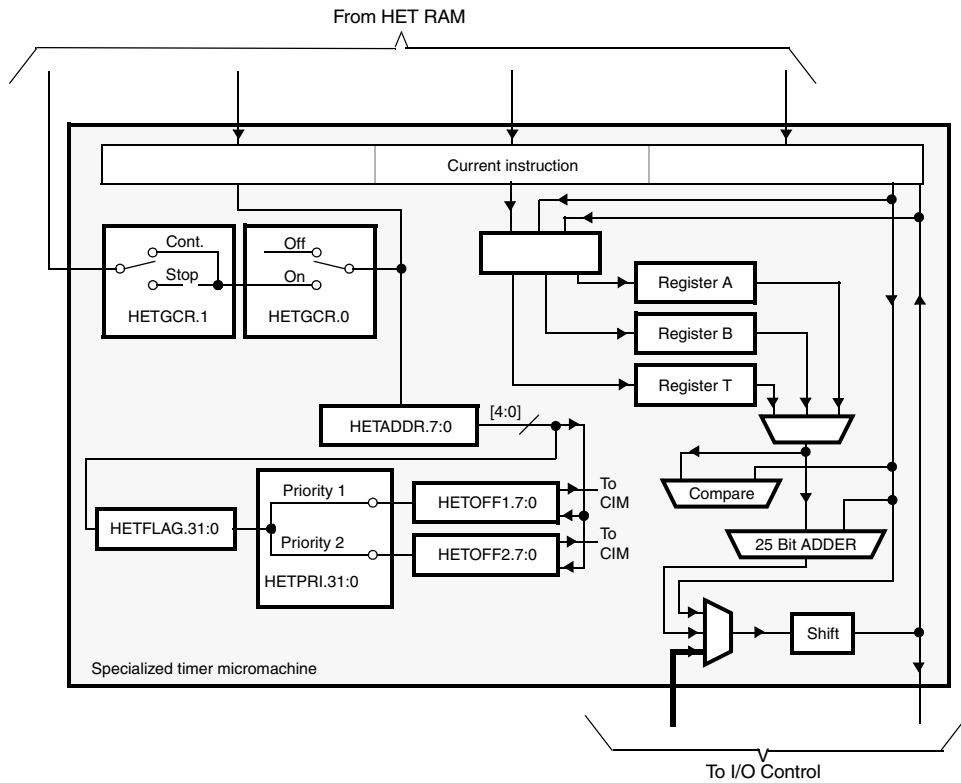 From HET RAM
Current instruction
Cont.
Stop
HETGCR.1
Off
On
HETGCR.0
Register A
Register B
Register T
HETADDR.7:0
[4:0]
Compare
25 Bit ADDER
HETFLAG.31:0
Priority 1
Priority 2
HETPRI.31:0
HETOFF1.7:0
To
CIM
HETOFF2.7:0
To
CIM
Shift
Specialized timer micromachine
To I/O Control